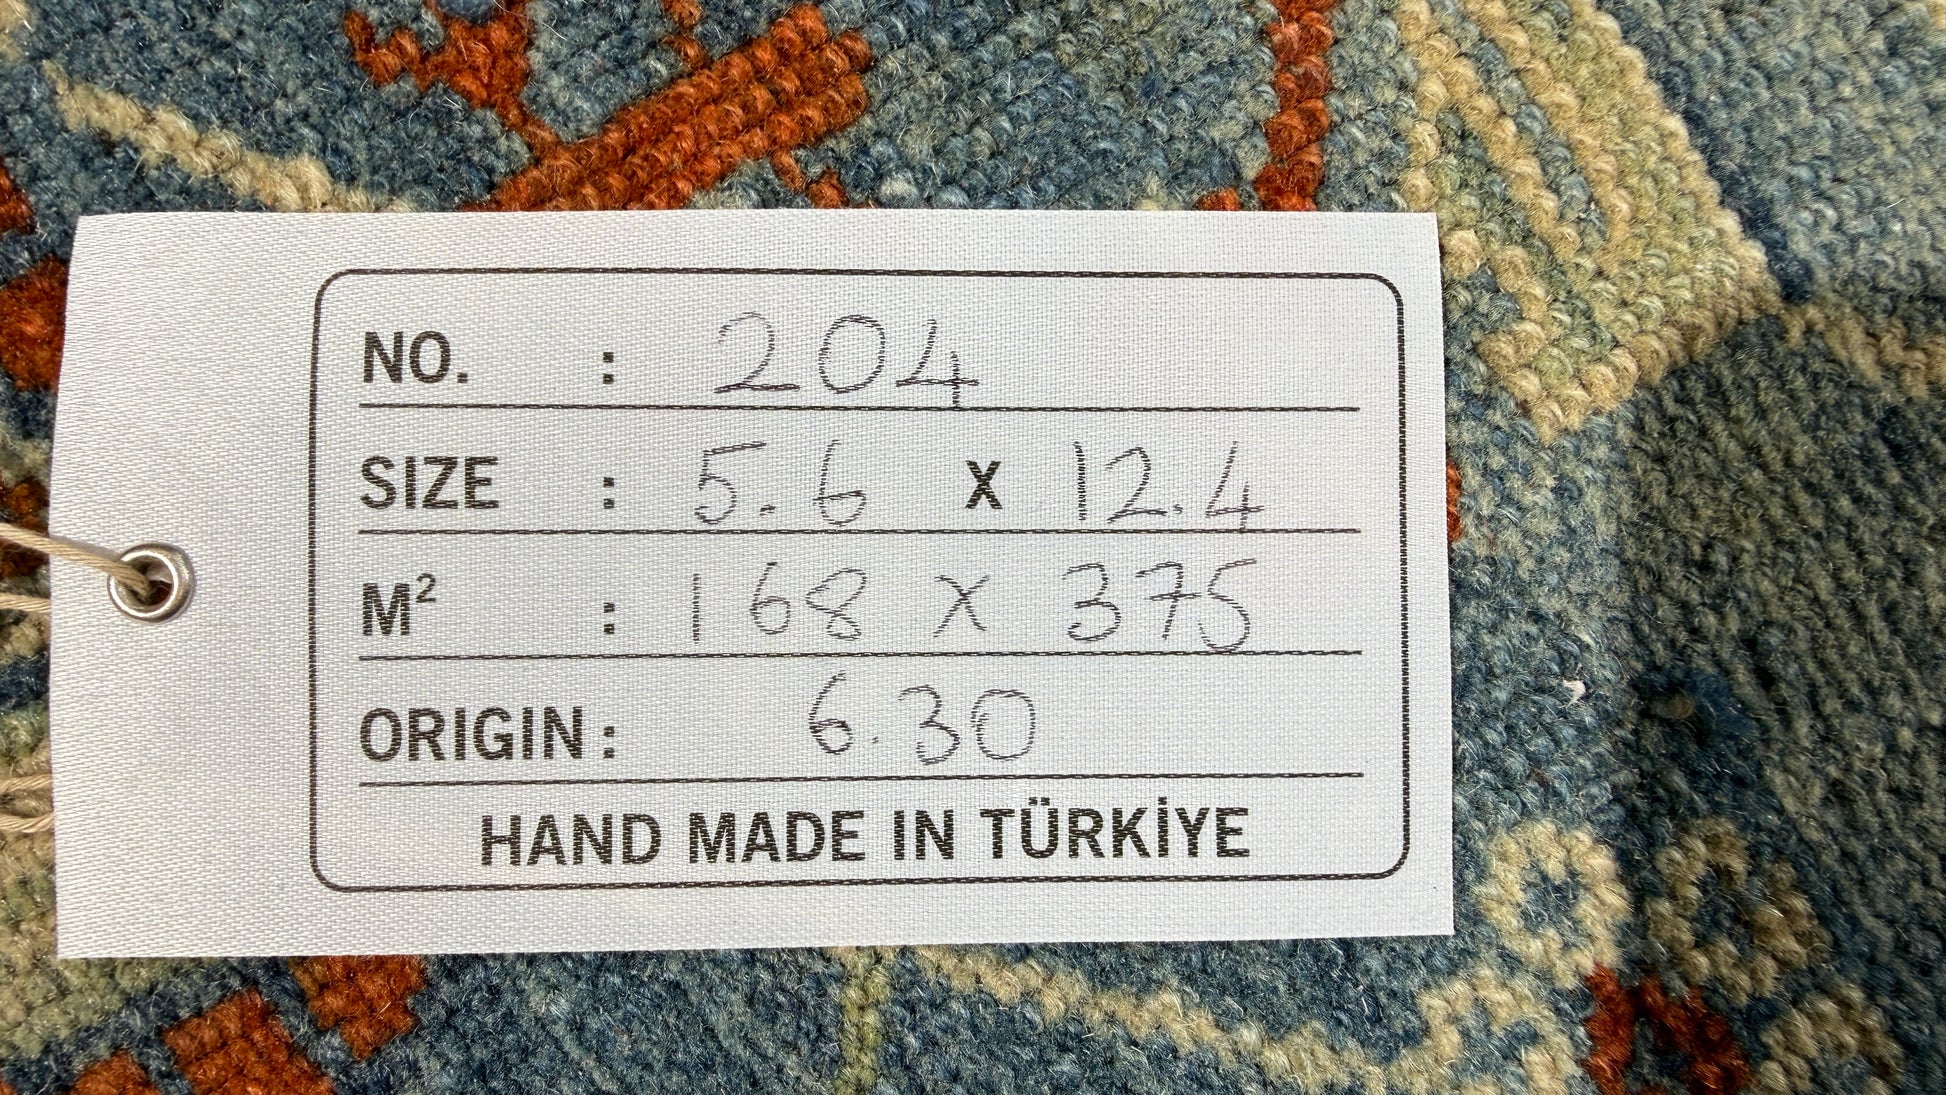 NO. : 204
SIZE : 5.6 X 12.4
M² : 168 X 375
ORIGIN : 6.30
HAND MADE IN TÜRKİYE